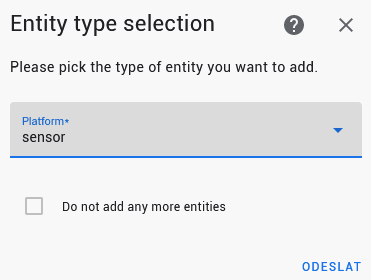 Entity type selection
Please pick the type of entity you want to add.
Platform*
sensor
Do not add any more entities
ODESLAT